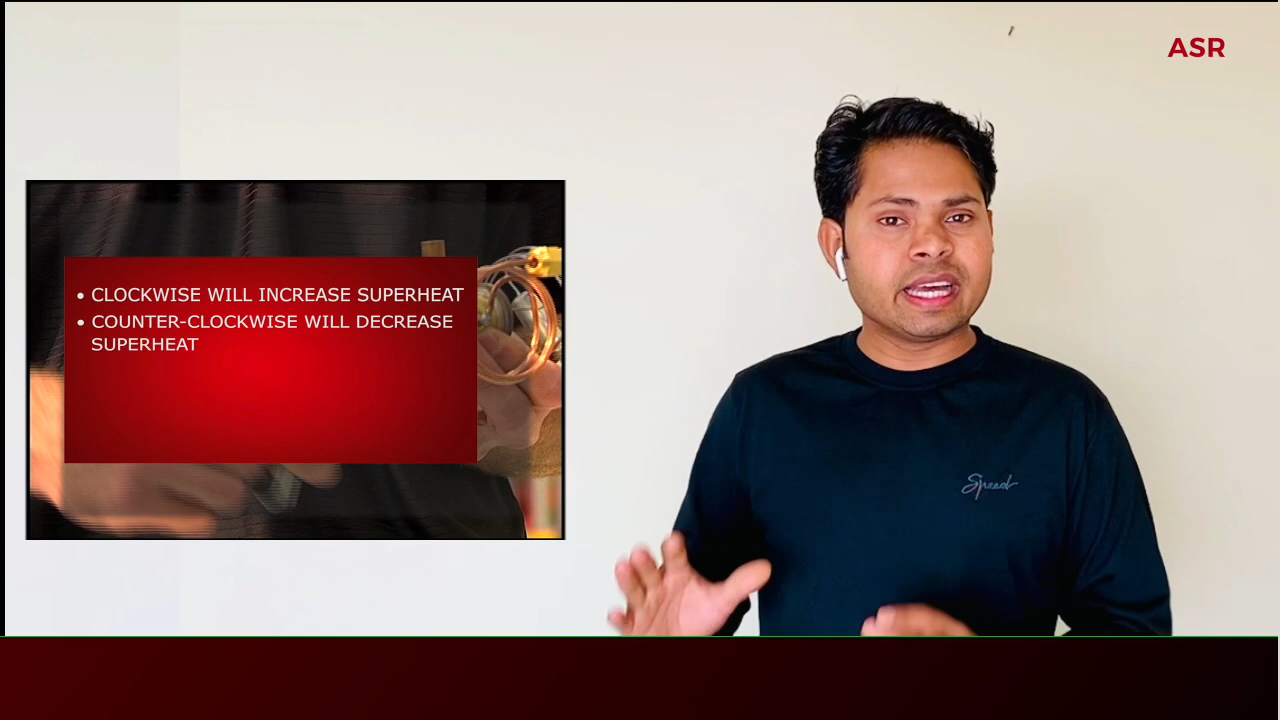 ASR
• CLOCKWISE WILL INCREASE SUPERHEAT
• COUNTER-CLOCKWISE WILL DECREASE
SUPERHEAT
Speed